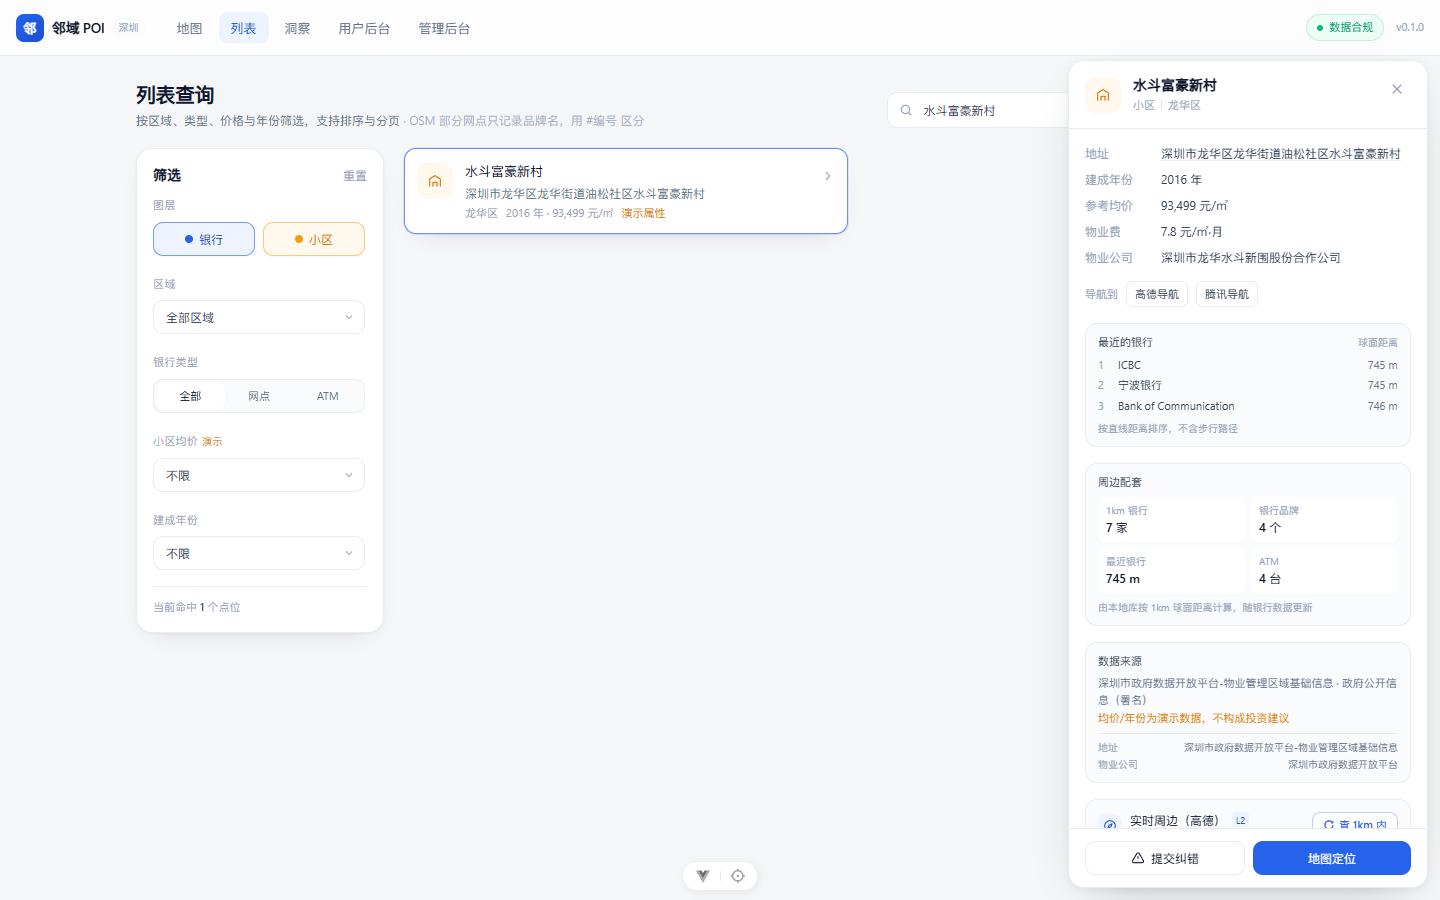 邻
邻域 POI
深圳
地图
列表
洞察
用户后台
管理后台
数据合规
v0.1.0
列表查询
按区域、类型、价格与年份筛选，支持排序与分页 · OSM 部分网点只记录品牌名，用 #编号 区分
水斗富豪新村
筛选
重置
图层
银行
小区
区域
全部区域
银行类型
全部
网点
ATM
小区均价 演示
不限
建成年份
不限
当前命中 1 个点位
水斗富豪新村
深圳市龙华区龙华街道油松社区水斗富豪新村
龙华区 2016 年 · 93,499 元/㎡ 演示属性
水斗富豪新村
小区
龙华区
地址 深圳市龙华区龙华街道油松社区水斗富豪新村
建成年份 2016 年
参考均价 93,499 元/㎡
物业费 7.8 元/㎡·月
物业公司 深圳市龙华水斗新围股份合作公司
导航到 高德导航 腾讯导航
最近的银行 球面距离
1 ICBC 745 m
2 宁波银行 745 m
3 Bank of Communication 746 m
按直线距离排序，不含步行路径
周边配套
1km 银行
7 家
银行品牌
4 个
最近银行
745 m
ATM
4 台
由本地库按 1km 球面距离计算，随银行数据更新
数据来源
深圳市政府数据开放平台-物业管理区域基础信息 · 政府公开信
息（署名）
均价/年份为演示数据，不构成投资建议
地址 深圳市政府数据开放平台-物业管理区域基础信息
物业公司 深圳市政府数据开放平台
实时周边（高德） L2
查 1km 内
提交纠错
地图定位